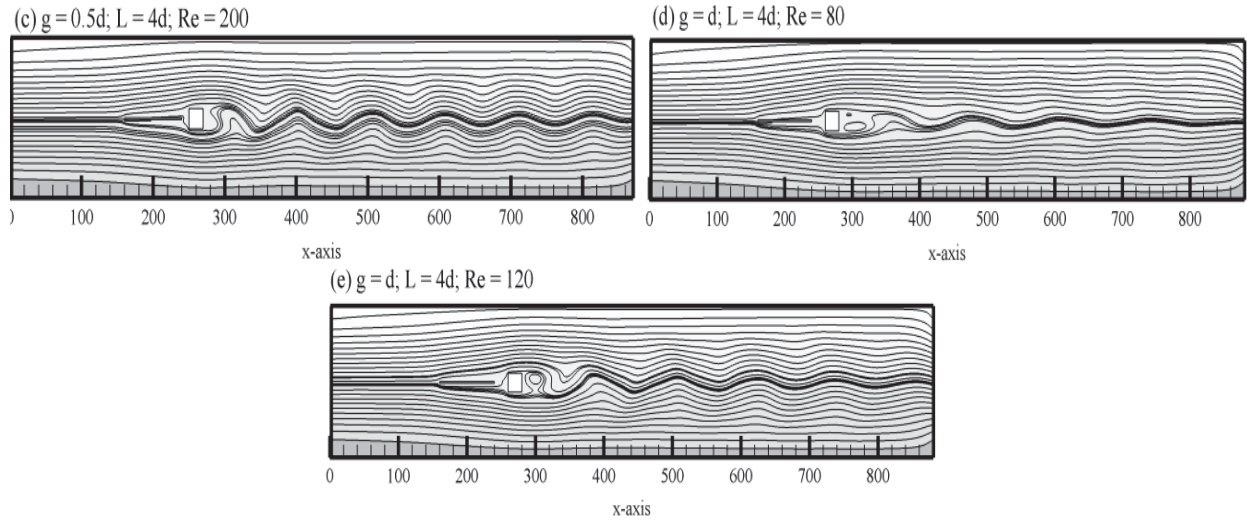 (c) g = 0.5d; L = 4d; Re = 200
(d) g = d; L = 4d; Re = 80
0 100 200 300 400 500 600 700 800
x-axis
0 100 200 300 400 500 600 700 800
x-axis
(e) g = d; L = 4d; Re = 120
0 100 200 300 400 500 600 700 800
x-axis